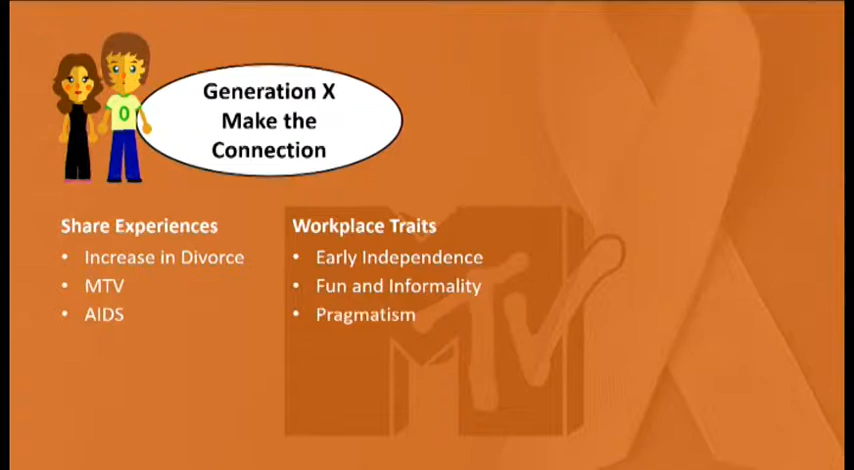 Generation X
Make the
Connection
0
Share Experiences
• Increase in Divorce
• MTV
• AIDS
Workplace Traits
• Early Independence
• Fun and Informality
• Pragmatism
MTV